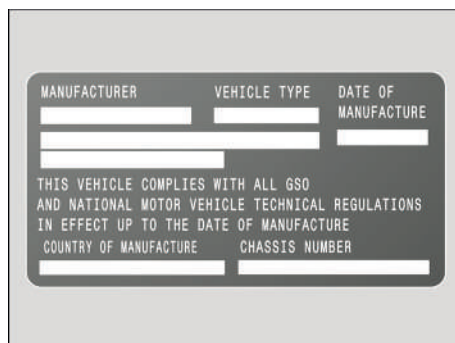 MANUFACTURER VEHICLE TYPE DATE OF
MANUFACTURE
THIS VEHICLE COMPLIES WITH ALL GSO
AND NATIONAL MOTOR VEHICLE TECHNICAL REGULATIONS
IN EFFECT UP TO THE DATE OF MANUFACTURE
COUNTRY OF MANUFACTURE CHASSIS NUMBER